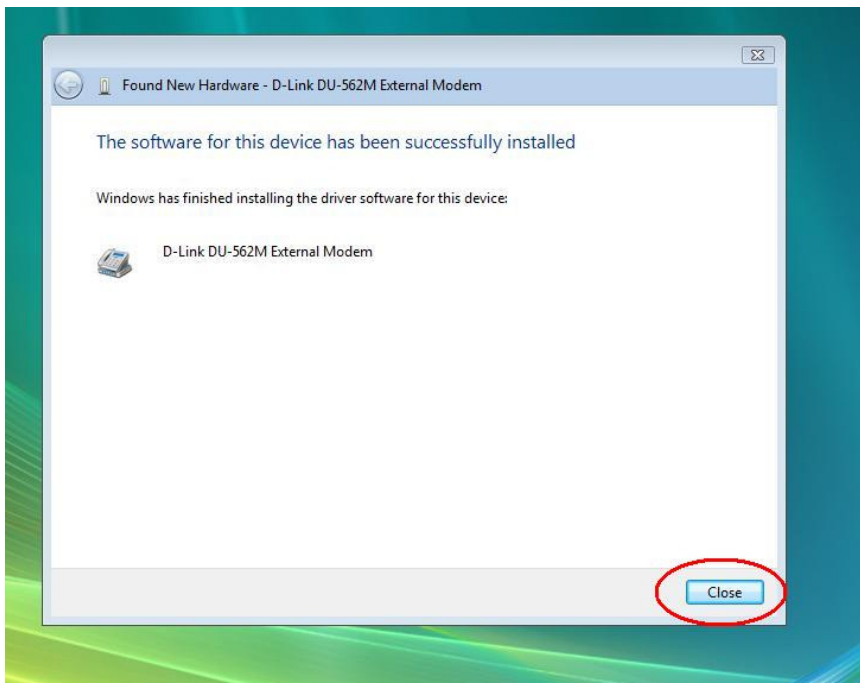 Found New Hardware - D-Link DU-562M External Modem
The software for this device has been successfully installed
Windows has finished installing the driver software for this device:
D-Link DU-562M External Modem
Close